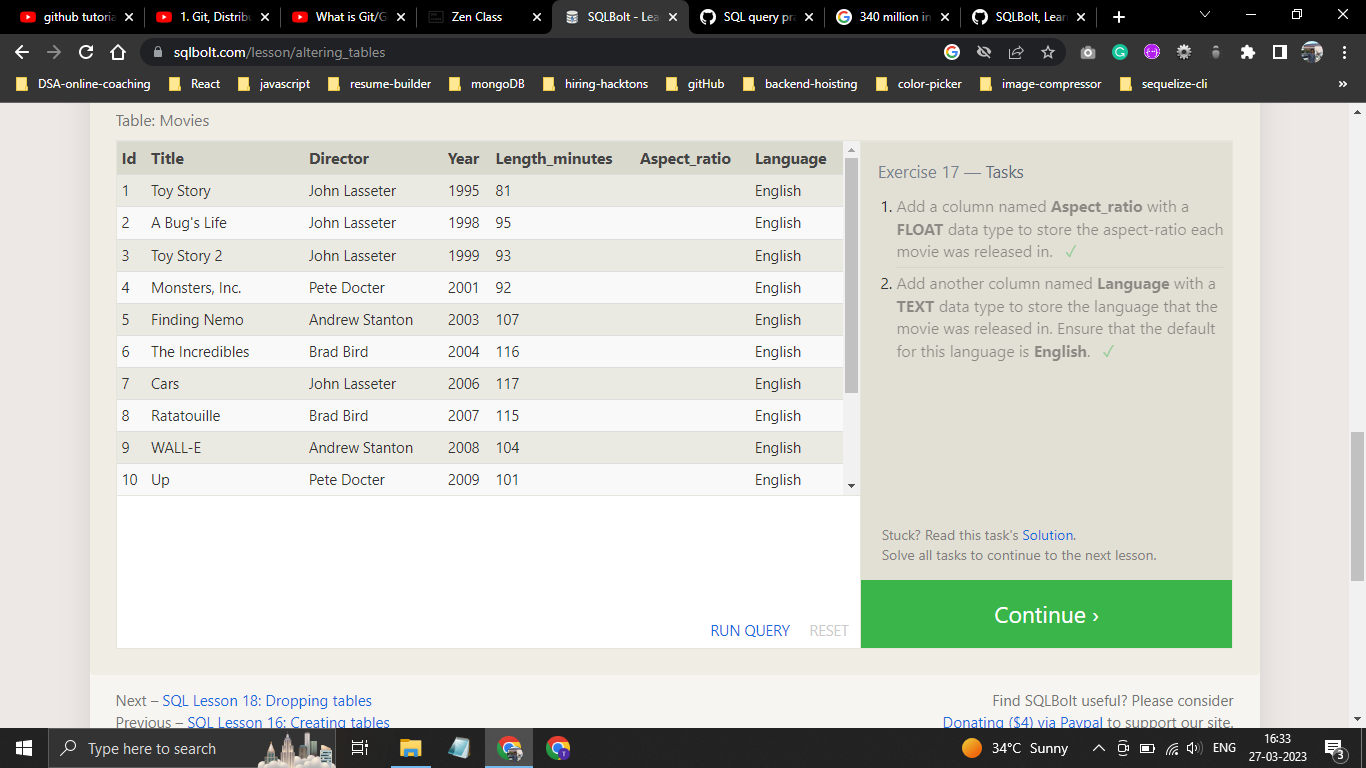 github tutoria
1. Git, Distribu
What is Git/G
Zen Class
SQLBolt - Lea
SQL query pra
340 million in
SQLBolt, Lear
sqlbolt.com/lesson/altering_tables
DSA-online-coaching
React
javascript
resume-builder
mongoDB
hiring-hacktons
gitHub
backend-hoisting
color-picker
image-compressor
sequelize-cli
»
Table: Movies
Id Title Director Year Length_minutes Aspect_ratio Language
1 Toy Story John Lasseter 1995 81 English
2 A Bug's Life John Lasseter 1998 95 English
3 Toy Story 2 John Lasseter 1999 93 English
4 Monsters, Inc. Pete Docter 2001 92 English
5 Finding Nemo Andrew Stanton 2003 107 English
6 The Incredibles Brad Bird 2004 116 English
7 Cars John Lasseter 2006 117 English
8 Ratatouille Brad Bird 2007 115 English
9 WALL-E Andrew Stanton 2008 104 English
10 Up Pete Docter 2009 101 English
RUN QUERY RESET
Exercise 17 — Tasks
1. Add a column named Aspect_ratio with a
FLOAT data type to store the aspect-ratio each
movie was released in. ✓
2. Add another column named Language with a
TEXT data type to store the language that the
movie was released in. Ensure that the default
for this language is English. ✓
Stuck? Read this task's Solution.
Solve all tasks to continue to the next lesson.
Continue ›
Next – SQL Lesson 18: Dropping tables
Previous – SQL Lesson 16: Creating tables
Find SQLBolt useful? Please consider
Donating ($4) via Paypal to support our site.
Type here to search
34°C Sunny
ENG
16:33
27-03-2023
3